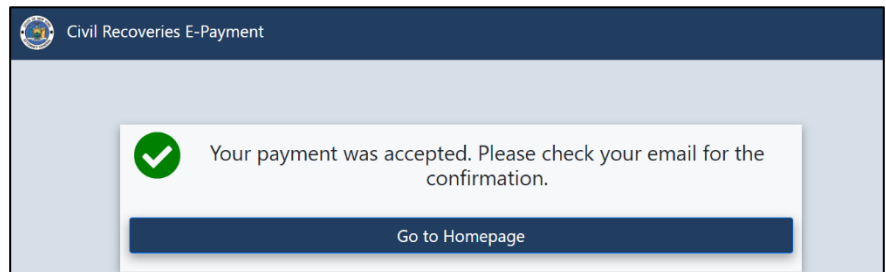 Civil Recoveries E-Payment
Your payment was accepted. Please check your email for the
confirmation.
Go to Homepage